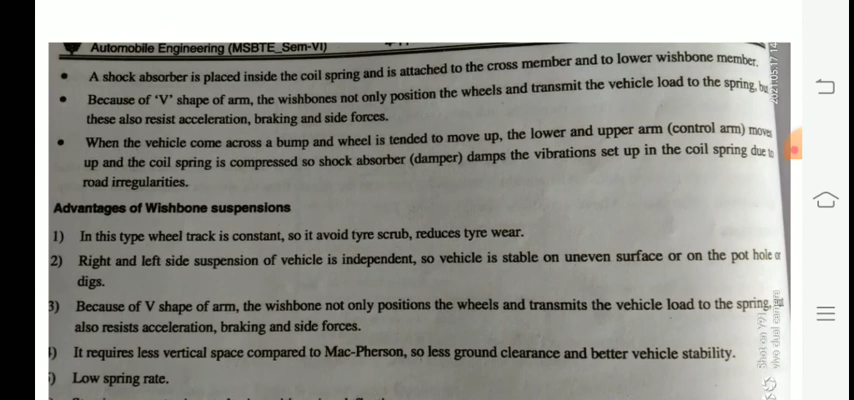 Automobile Engineering (MSBTE_Sem-VI)
• A shock absorber is placed inside the coil spring and is attached to the cross member and to lower wishbone member.
• Because of 'V' shape of arm, the wishbones not only position the wheels and transmit the vehicle load to the spring, but
these also resist acceleration, braking and side forces.
• When the vehicle come across a bump and wheel is tended to move up, the lower and upper arm (control arm) moves
up and the coil spring is compressed so shock absorber (damper) damps the vibrations set up in the coil spring due to
road irregularities.
Advantages of Wishbone suspensions
1) In this type wheel track is constant, so it avoid tyre scrub, reduces tyre wear.
2) Right and left side suspension of vehicle is independent, so vehicle is stable on uneven surface or on the pot hole or
digs.
3) Because of V shape of arm, the wishbone not only positions the wheels and transmits the vehicle load to the spring,
also resists acceleration, braking and side forces.
) It requires less vertical space compared to Mac-Pherson, so less ground clearance and better vehicle stability.
) Low spring rate.
2021.05.17 14
Shot on Y91
vivo dual camera